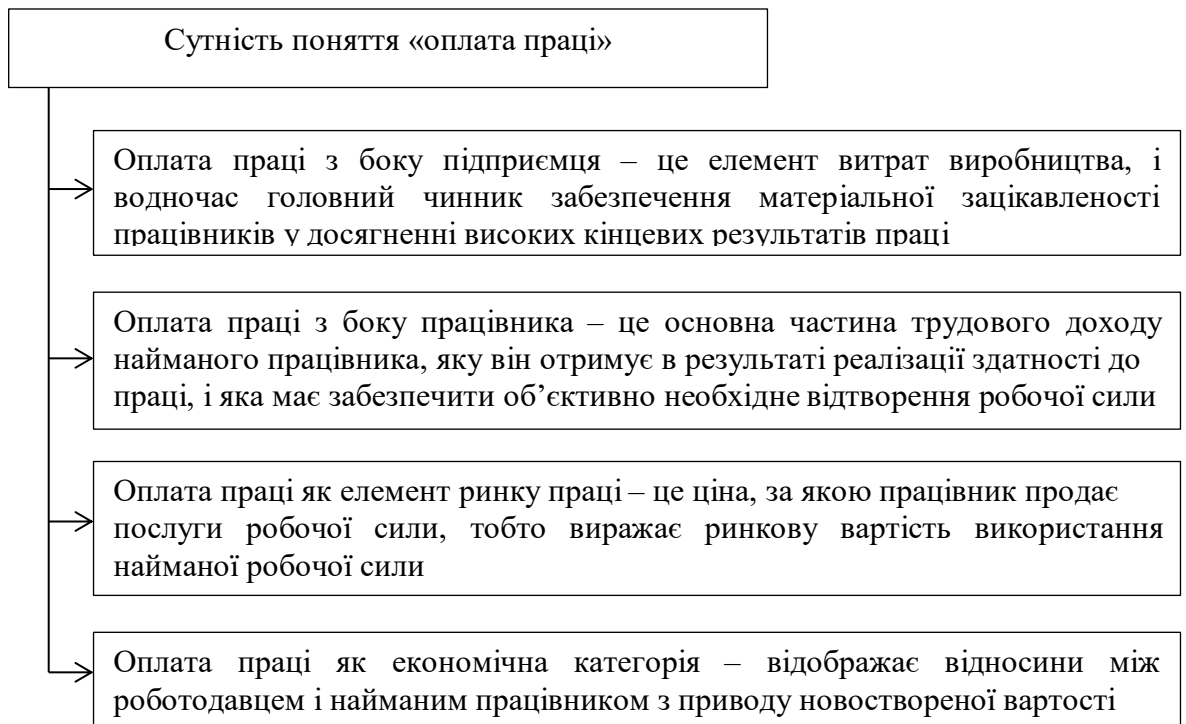 Сутність поняття «оплата праці»
Оплата праці з боку підприємця – це елемент витрат виробництва, і
водночас головний чинник забезпечення матеріальної зацікавленості
працівників у досягненні високих кінцевих результатів праці
Оплата праці з боку працівника – це основна частина трудового доходу
найманого працівника, яку він отримує в результаті реалізації здатності до
праці, і яка має забезпечити об’єктивно необхідне відтворення робочої сили
Оплата праці як елемент ринку праці – це ціна, за якою працівник продає
послуги робочої сили, тобто виражає ринкову вартість використання
найманої робочої сили
Оплата праці як економічна категорія – відображає відносини між
роботодавцем і найманим працівником з приводу новоствореної вартості